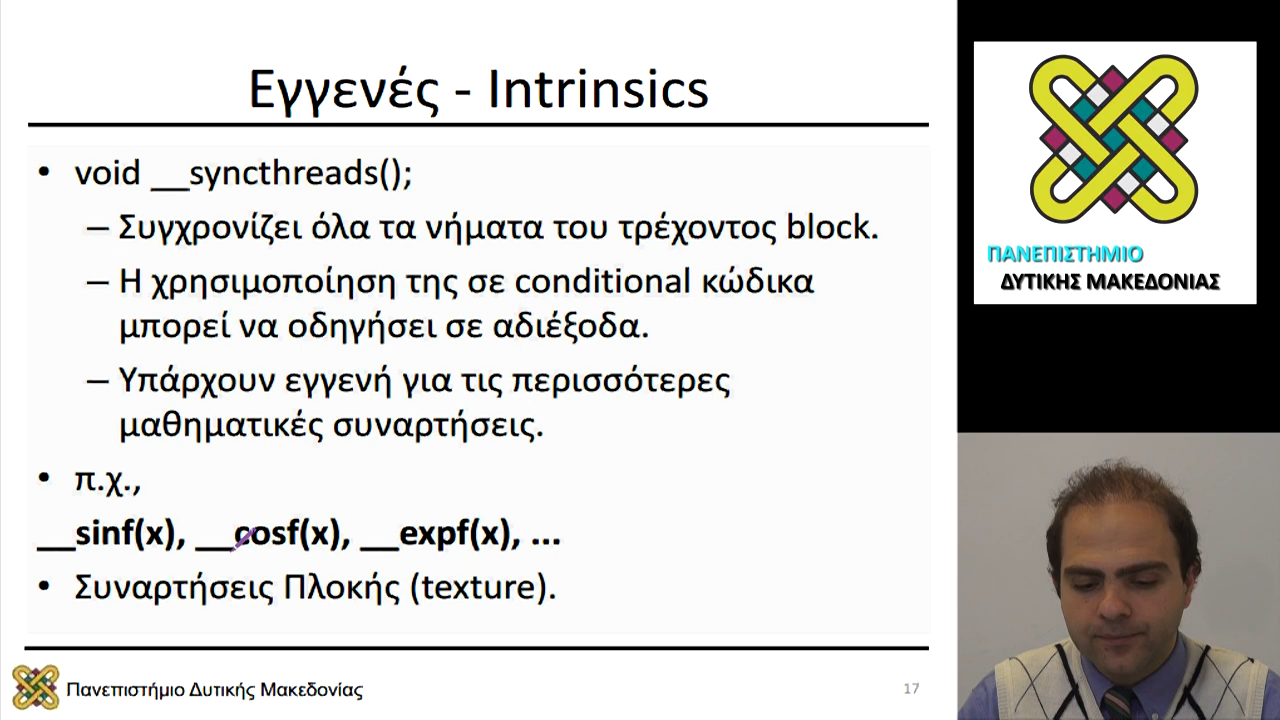 Εγγενές - Intrinsics
• void __syncthreads();
– Συγχρονίζει όλα τα νήματα του τρέχοντος block.
– Η χρησιμοποίηση της σε conditional κώδικα
μπορεί να οδηγήσει σε αδιέξοδα.
– Υπάρχουν εγγενή για τις περισσότερες
μαθηματικές συναρτήσεις.
• π.χ.,
__sinf(x), __cosf(x), __expf(x), ...
• Συναρτήσεις Πλοκής (texture).
Πανεπιστήμιο Δυτικής Μακεδονίας
17
ΠΑΝΕΠΙΣΤΗΜΙΟ
ΔΥΤΙΚΗΣ ΜΑΚΕΔΟΝΙΑΣ